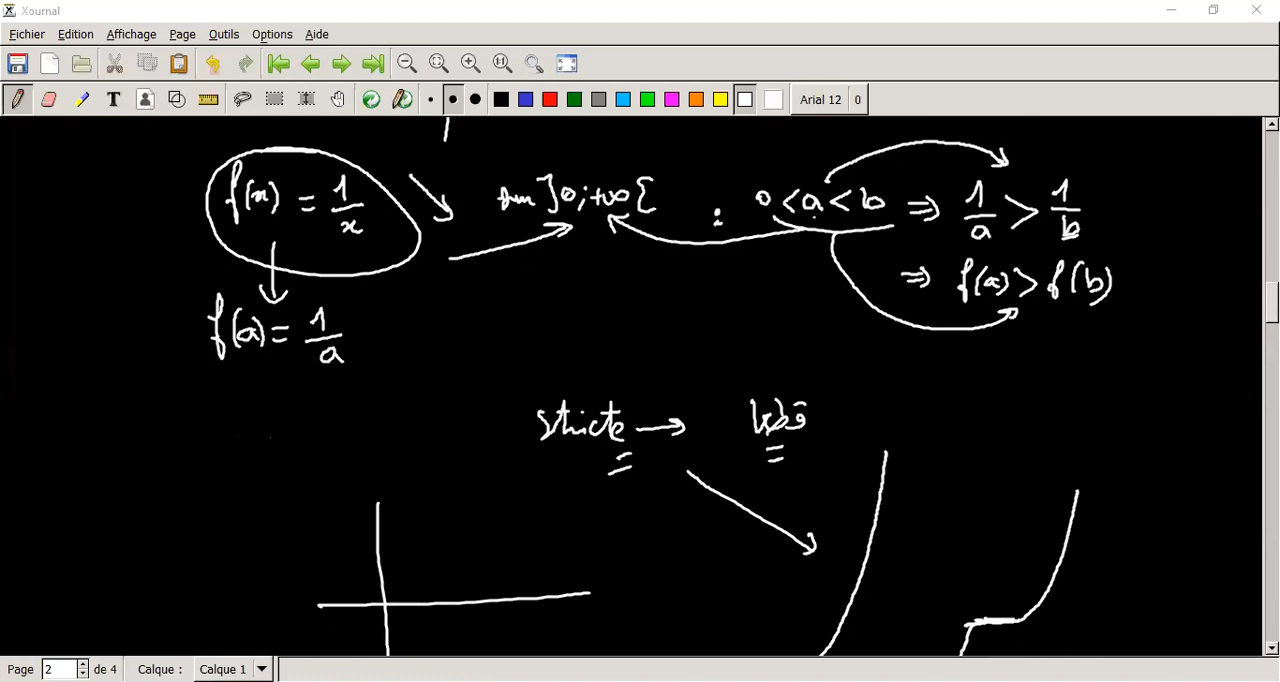 Xournal
Fichier Edition Affichage Page Outils Options Aide
Arial 12 0
f(x) = 1/x ]0;+∞[ : 0 < a < b ⇒ 1/a > 1/b
⇒ f(a) > f(b)
f(a) = 1/a
stricte →
Page 2 de 4 Calque : Calque 1